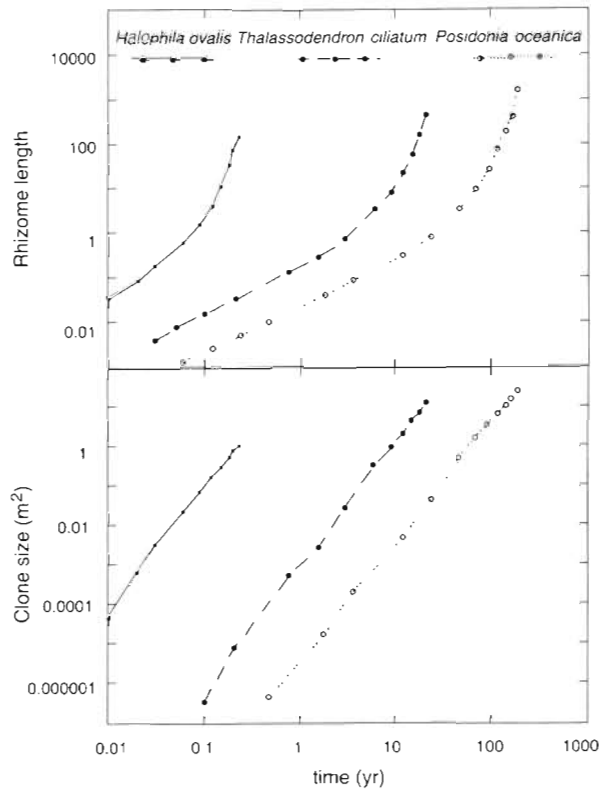 Halophila ovalis Thalassodendron ciliatum Posidonia oceanica
10000
100
1
0.01
Rhizome length
1
0.01
0.0001
0.000001
Clone size (m²)
0.01 0 1 1 10 100 1000
time (yr)